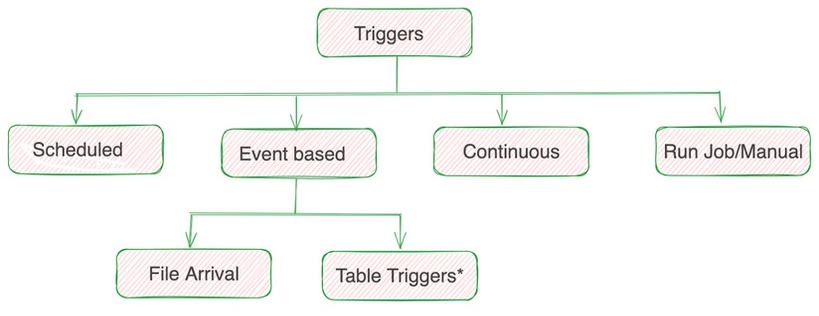 Triggers
Scheduled
Event based
Continuous
Run Job/Manual
File Arrival
Table Triggers*